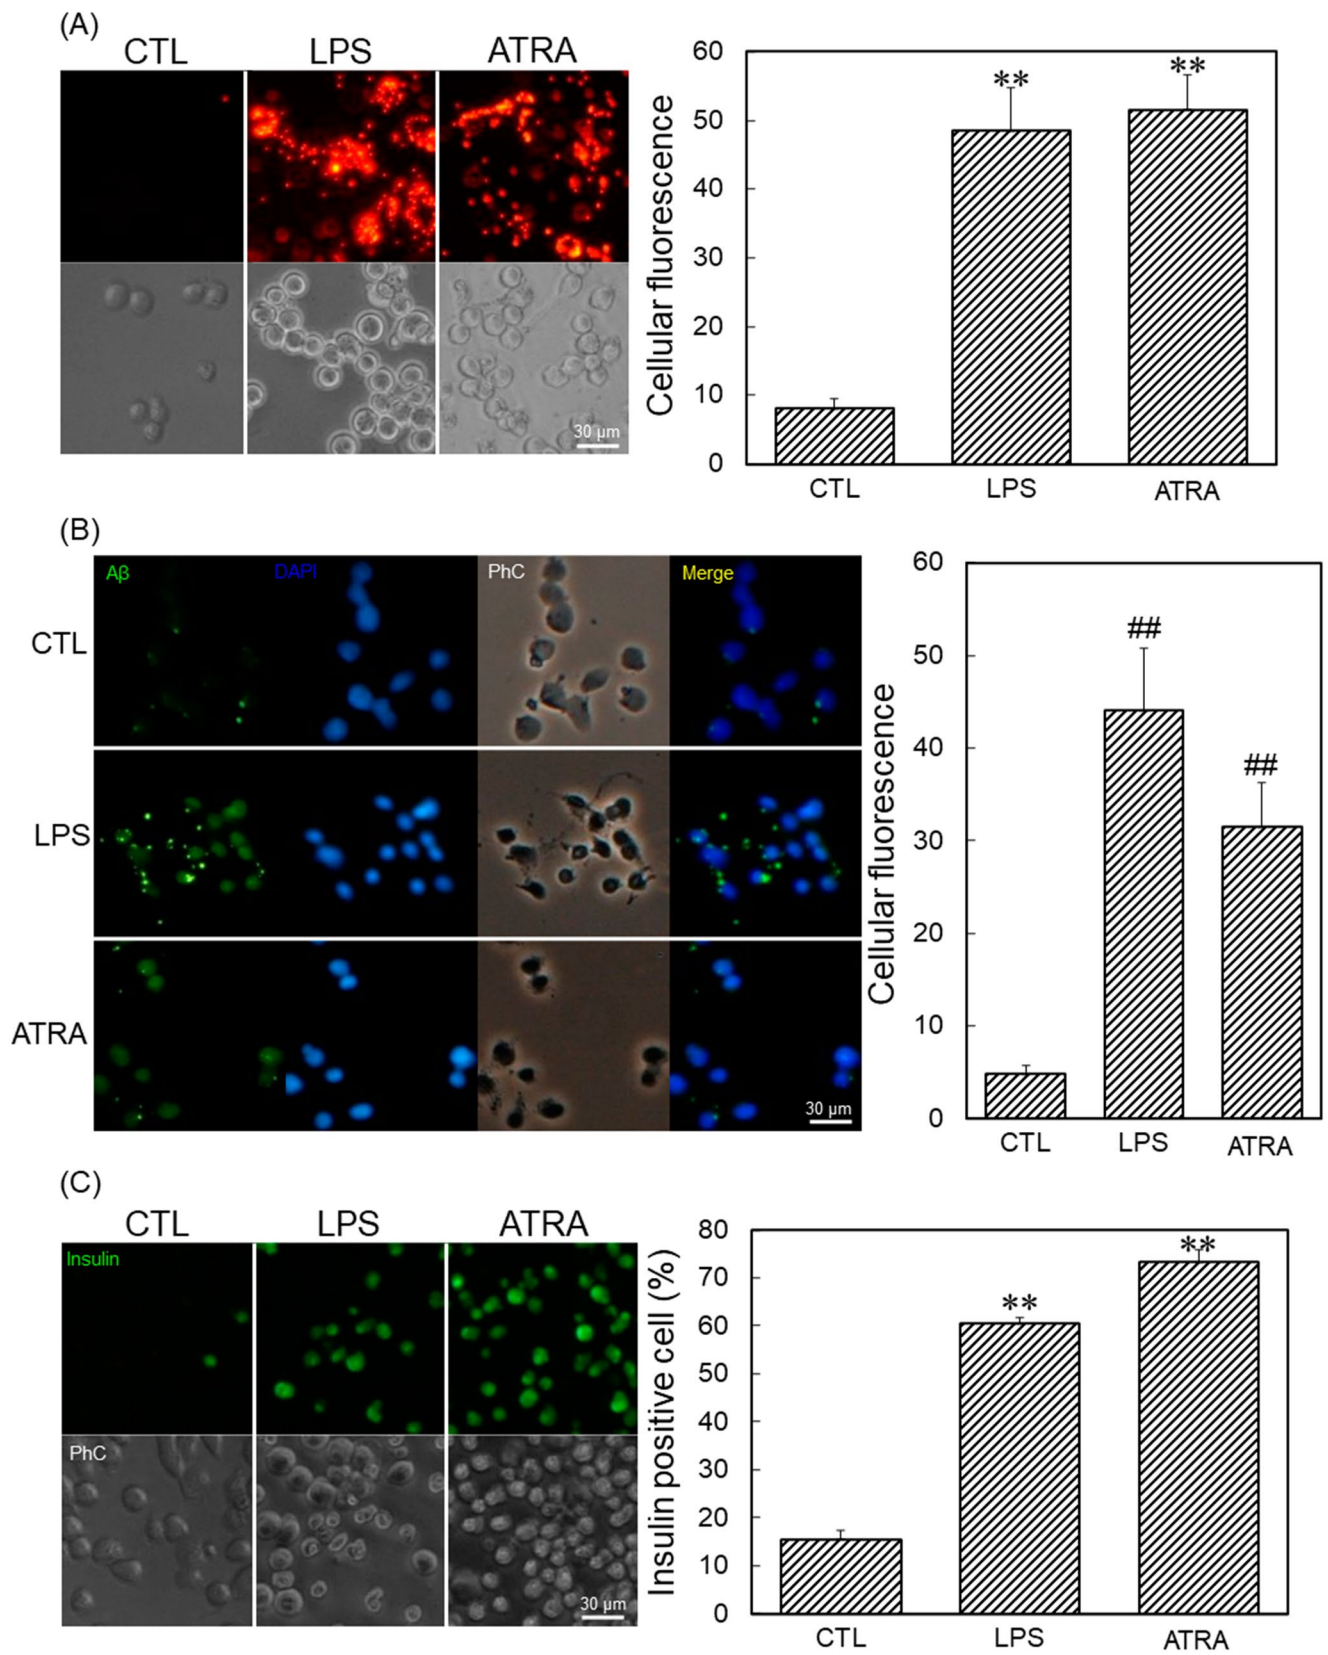 (A)
CTL LPS ATRA
30 µm
Cellular fluorescence
60
50
40
30
20
10
0
** **
CTL LPS ATRA
(B)
Aβ DAPI PhC Merge
CTL
LPS
ATRA
30 µm
Cellular fluorescence
60
50
40
30
20
10
0
## ##
CTL LPS ATRA
(C)
CTL LPS ATRA
Insulin
PhC
30 µm
Insulin positive cell (%)
80
70
60
50
40
30
20
10
0
** **
CTL LPS ATRA